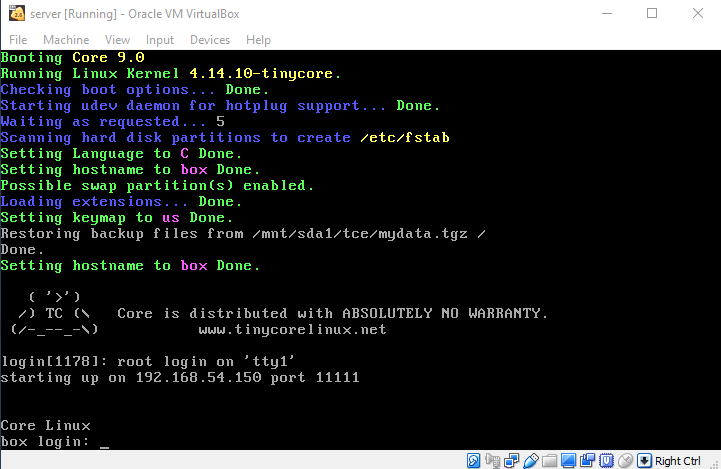 server [Running] - Oracle VM VirtualBox
File Machine View Input Devices Help
Booting Core 9.0
Running Linux Kernel 4.14.10-tinycore.
Checking boot options... Done.
Starting udev daemon for hotplug support... Done.
Waiting as requested... 5
Scanning hard disk partitions to create /etc/fstab
Setting Language to C Done.
Setting hostname to box Done.
Possible swap partition(s) enabled.
Loading extensions... Done.
Setting keymap to us Done.
Restoring backup files from /mnt/sda1/tce/mydata.tgz /
Done.
Setting hostname to box Done.
( '>')
/) TC (\ Core is distributed with ABSOLUTELY NO WARRANTY.
(/-_--_-\) www.tinycorelinux.net
login[1178]: root login on 'tty1'
starting up on 192.168.54.150 port 11111
Core Linux
box login: _
Right Ctrl